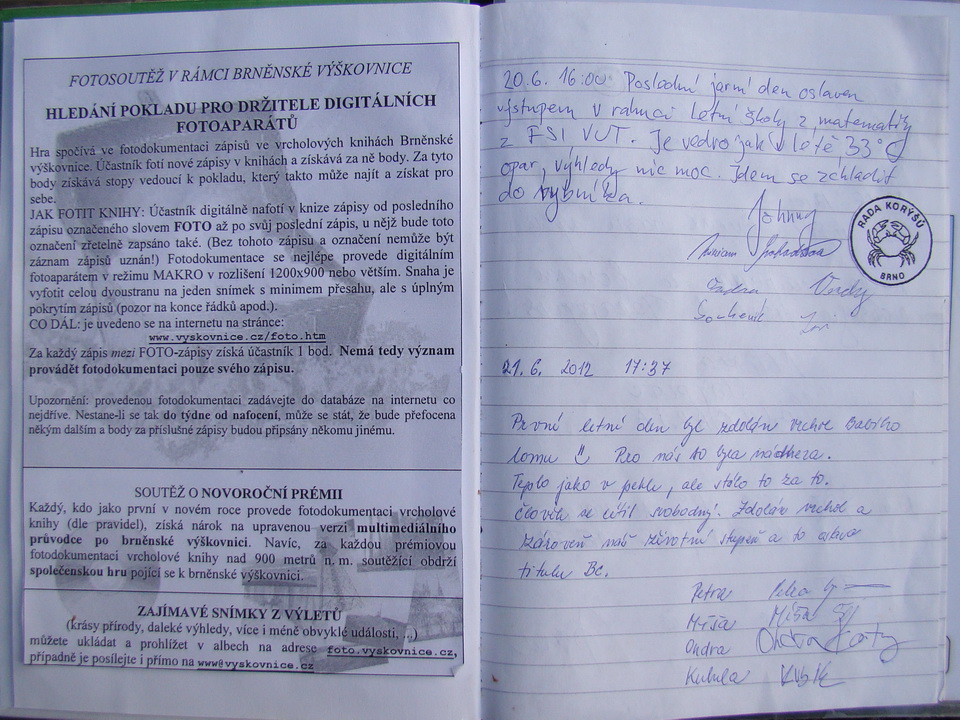 FOTOSOUTĚŽ V RÁMCI BRNĚNSKÉ VÝŠKOVNICE
HLEDÁNÍ POKLADU PRO DRŽITELE DIGITÁLNÍCH
FOTOAPARÁTŮ
Hra spočívá ve fotodokumentaci zápisů ve vrcholových knihách Brněnské
výškovnice. Účastník fotí nové zápisy v knihách a získává za ně body. Za tyto
body získává stopy vedoucí k pokladu, který takto může najít a získat pro
sebe.
JAK FOTIT KNIHY: Účastník digitálně nafotí v knize zápisy od posledního
zápisu označeného slovem FOTO až po svůj poslední zápis, u nějž bude toto
označení zřetelně zapsáno také. (Bez tohoto zápisu a označení nemůže být
záznam zápisů uznán!) Fotodokumentace se nejlépe provede digitálním
fotoaparátem v režimu MAKRO v rozlišení 1200x900 nebo větším. Snaha je
vyfotit celou dvoustranu na jeden snímek s minimem přesahu, ale s úplným
pokrytím zápisů (pozor na konce řádků apod.).
CO DÁL: je uvedeno se na internetu na stránce:
www.vyskovnice.cz/foto.htm
Za každý zápis mezi FOTO-zápisy získá účastník 1 bod. Nemá tedy význam
provádět fotodokumentaci pouze svého zápisu.
Upozornění: provedenou fotodokumentaci zadávejte do databáze na internetu co
nejdříve. Nestane-li se tak do týdne od nafocení, může se stát, že bude přefocena
někým dalším a body za příslušné zápisy budou připsány někomu jinému.
SOUTĚŽ O NOVOROČNÍ PRÉMII
Každý, kdo jako první v novém roce provede fotodokumentaci vrcholové
knihy (dle pravidel), získá nárok na upravenou verzi multimediálního
průvodce po brněnské výškovnici. Navíc, za každou prémiovou
fotodokumentaci vrcholové knihy nad 900 metrů n. m. soutěžící obdrží
společenskou hru pojící se k brněnské výškovnici.
ZAJÍMAVÉ SNÍMKY Z VÝLETŮ
(krásy přírody, daleké výhledy, více i méně obvyklé události, ...)
můžete ukládat a prohlížet v albech na adrese foto.vyskovnice.cz,
případně je posílejte i přímo na www@vyskovnice.cz
20.6. 16:00 Poslední jarní den oslaven
výstupem v rámci Letní školy z matematiky
z FSI VUT. Je vedro jak v létě 33°C
opar, výhledy nic moc. Jdem se zchladit
do rybníka.
Johnny
RADA KORÝŠŮ
BRNO
21.6. 2012 17:37
První letní den byl zdolán vrchol Babího
lomu Pro nás to byla nádhera.
Teplo jako v pekle, ale stálo to za to.
Člověk se cítil svobodný! Zdolán vrchol a
zároveň náš životní stupeň a to oslava
titulu Bc.
Petra
Míša Míša
Ondra Ondra
Kubula Kubík